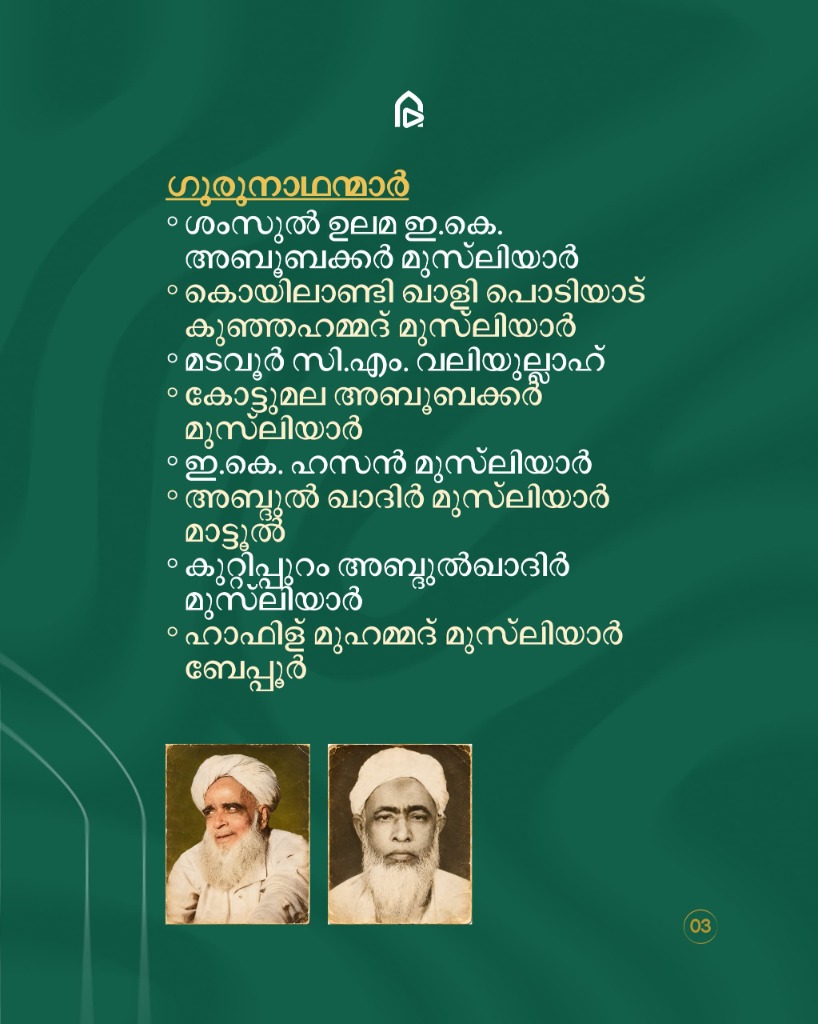 ഗുരുനാഥന്മാർ
° ശംസുൽ ഉലമ ഇ.കെ.
അബൂബക്കർ മുസ്‌ലിയാർ
° കൊയിലാണ്ടി ഖാളി പൊടിയാട്
കുഞ്ഞഹമ്മദ് മുസ്‌ലിയാർ
° മടവൂർ സി.എം. വലിയുല്ലാഹ്
° കോട്ടുമല അബൂബക്കർ
മുസ്‌ലിയാർ
° ഇ.കെ. ഹസൻ മുസ്‌ലിയാർ
° അബ്ദുൽ ഖാദിർ മുസ്‌ലിയാർ
മാട്ടൂൽ
° കുറ്റിപ്പുറം അബ്ദുൽഖാദിർ
മുസ്‌ലിയാർ
° ഹാഫിള് മുഹമ്മദ് മുസ്‌ലിയാർ
ബേപ്പൂർ
03